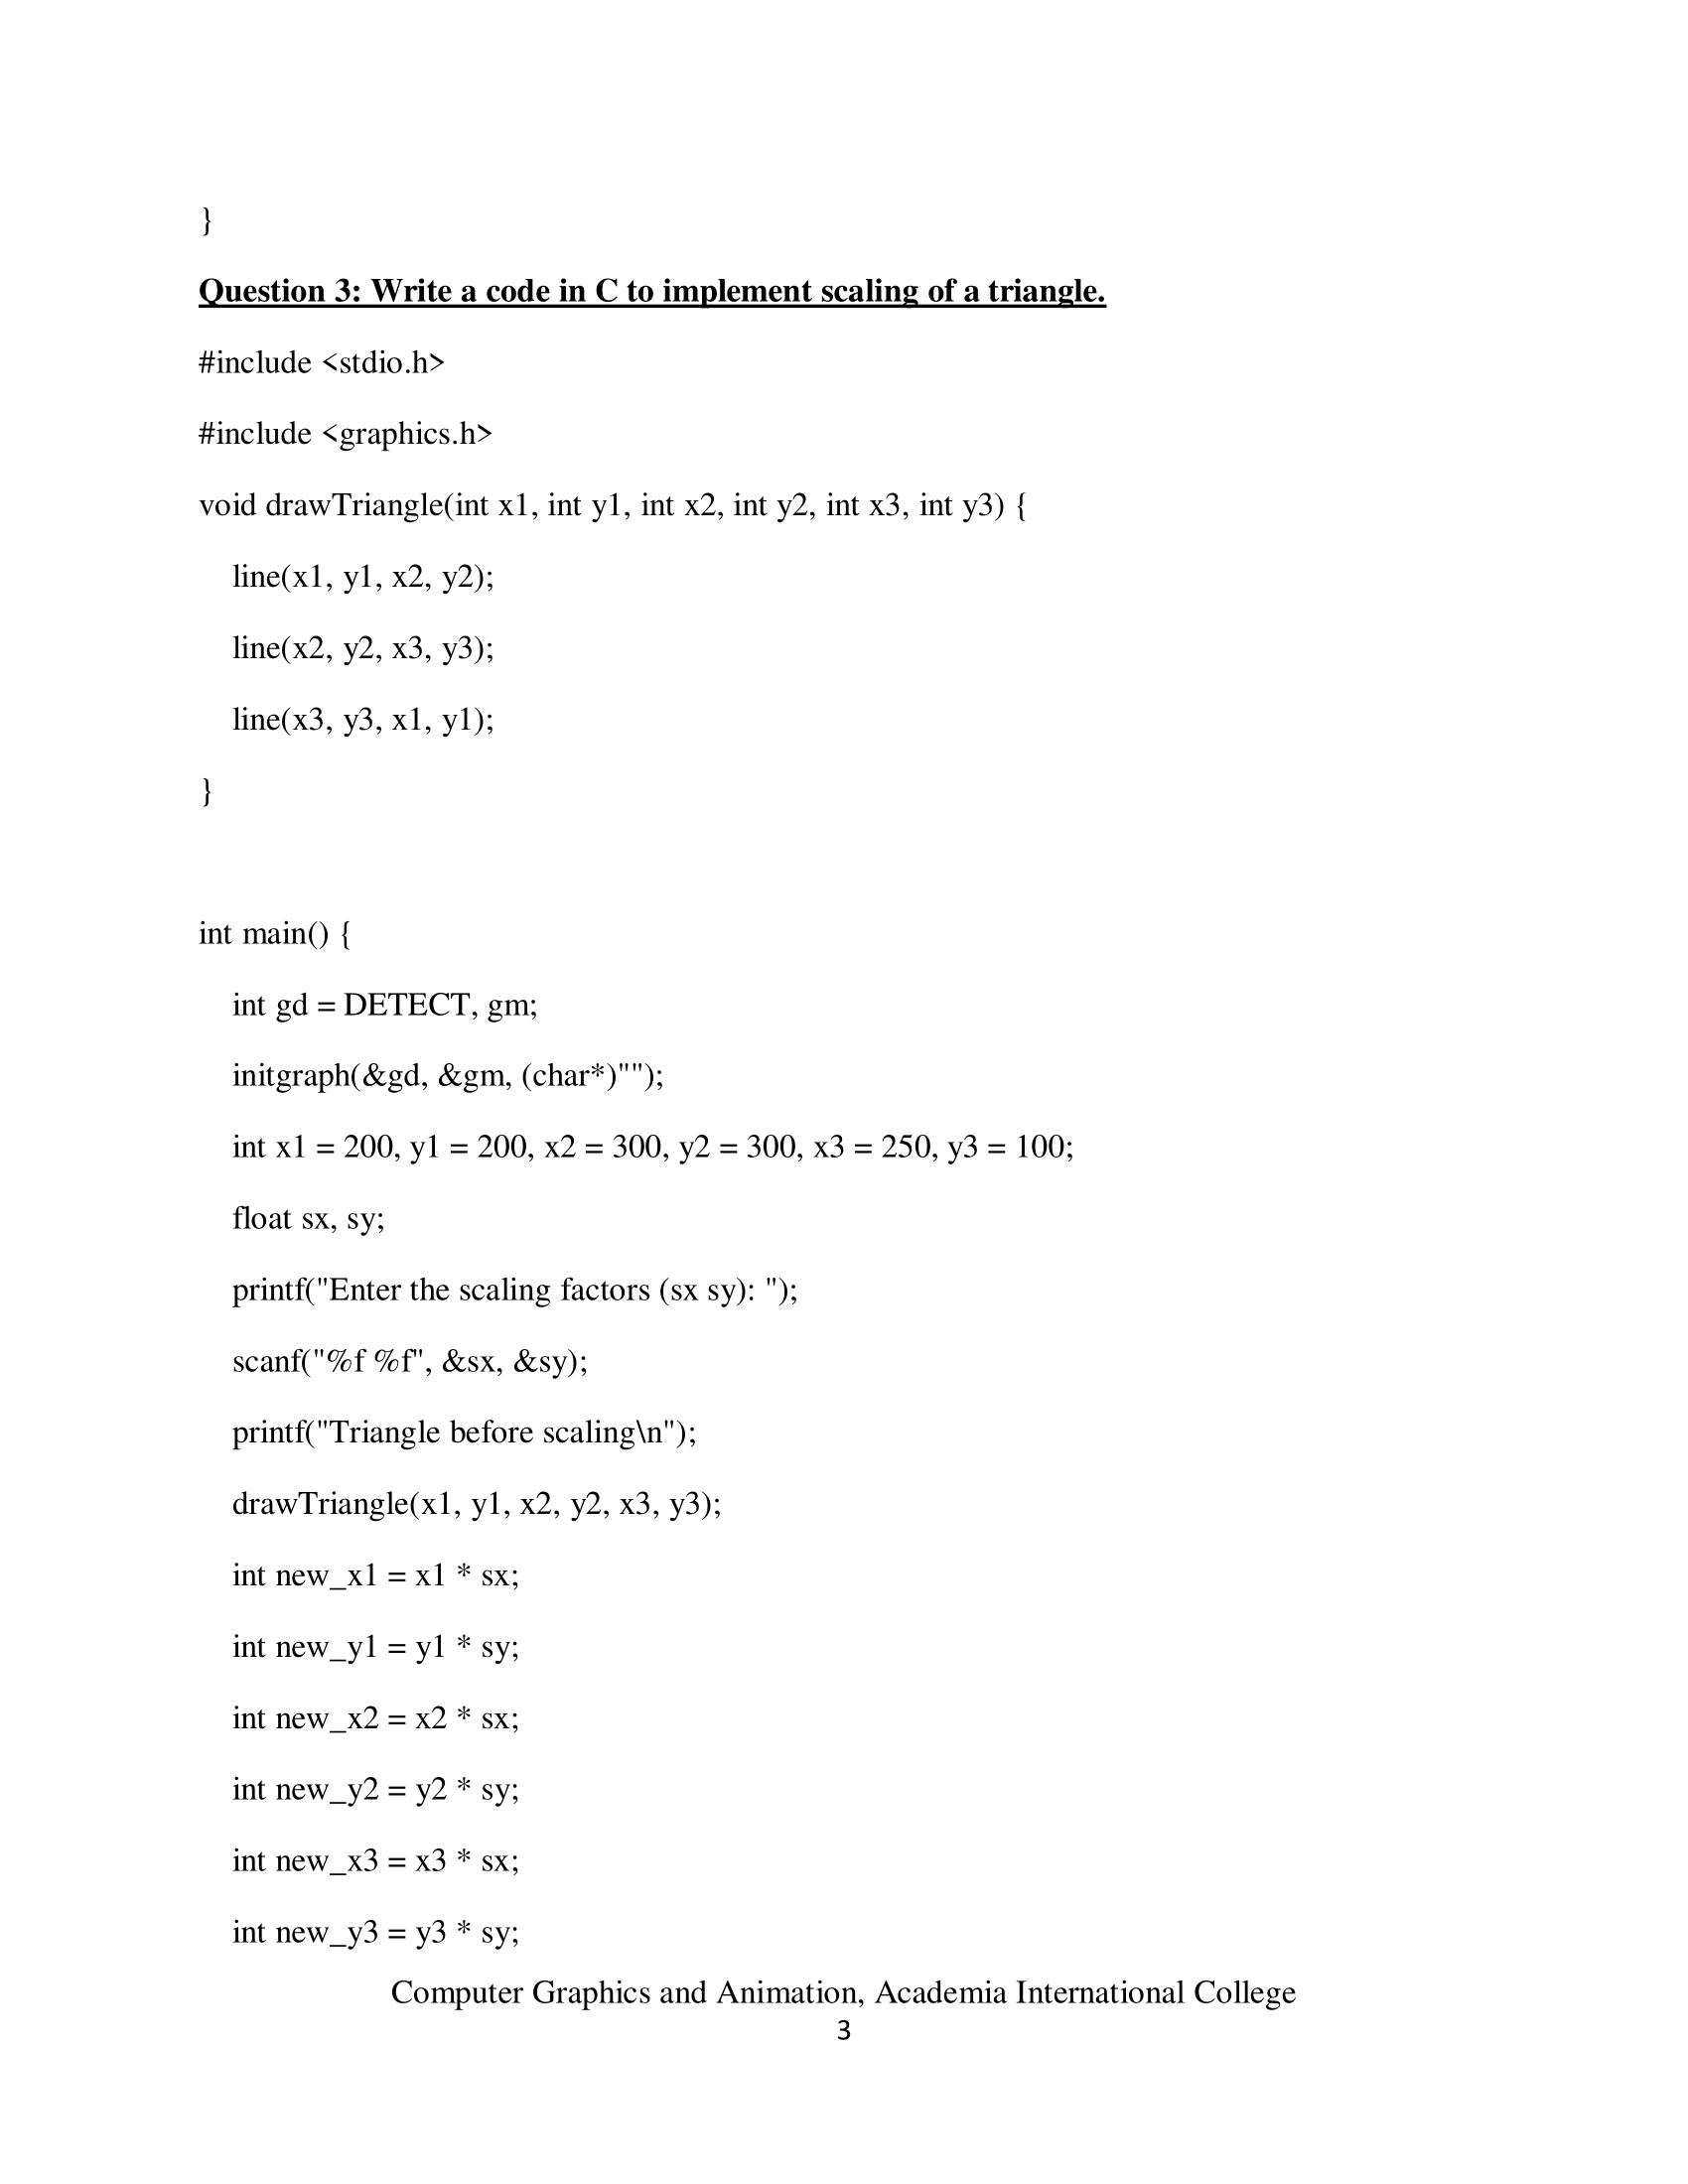 }
Question 3: Write a code in C to implement scaling of a triangle.
#include <stdio.h>
#include <graphics.h>
void drawTriangle(int x1, int y1, int x2, int y2, int x3, int y3) {
    line(x1, y1, x2, y2);
    line(x2, y2, x3, y3);
    line(x3, y3, x1, y1);
}
int main() {
    int gd = DETECT, gm;
    initgraph(&gd, &gm, (char*)"");
    int x1 = 200, y1 = 200, x2 = 300, y2 = 300, x3 = 250, y3 = 100;
    float sx, sy;
    printf("Enter the scaling factors (sx sy): ");
    scanf("%f %f", &sx, &sy);
    printf("Triangle before scaling\n");
    drawTriangle(x1, y1, x2, y2, x3, y3);
    int new_x1 = x1 * sx;
    int new_y1 = y1 * sy;
    int new_x2 = x2 * sx;
    int new_y2 = y2 * sy;
    int new_x3 = x3 * sx;
    int new_y3 = y3 * sy;
Computer Graphics and Animation, Academia International College
3